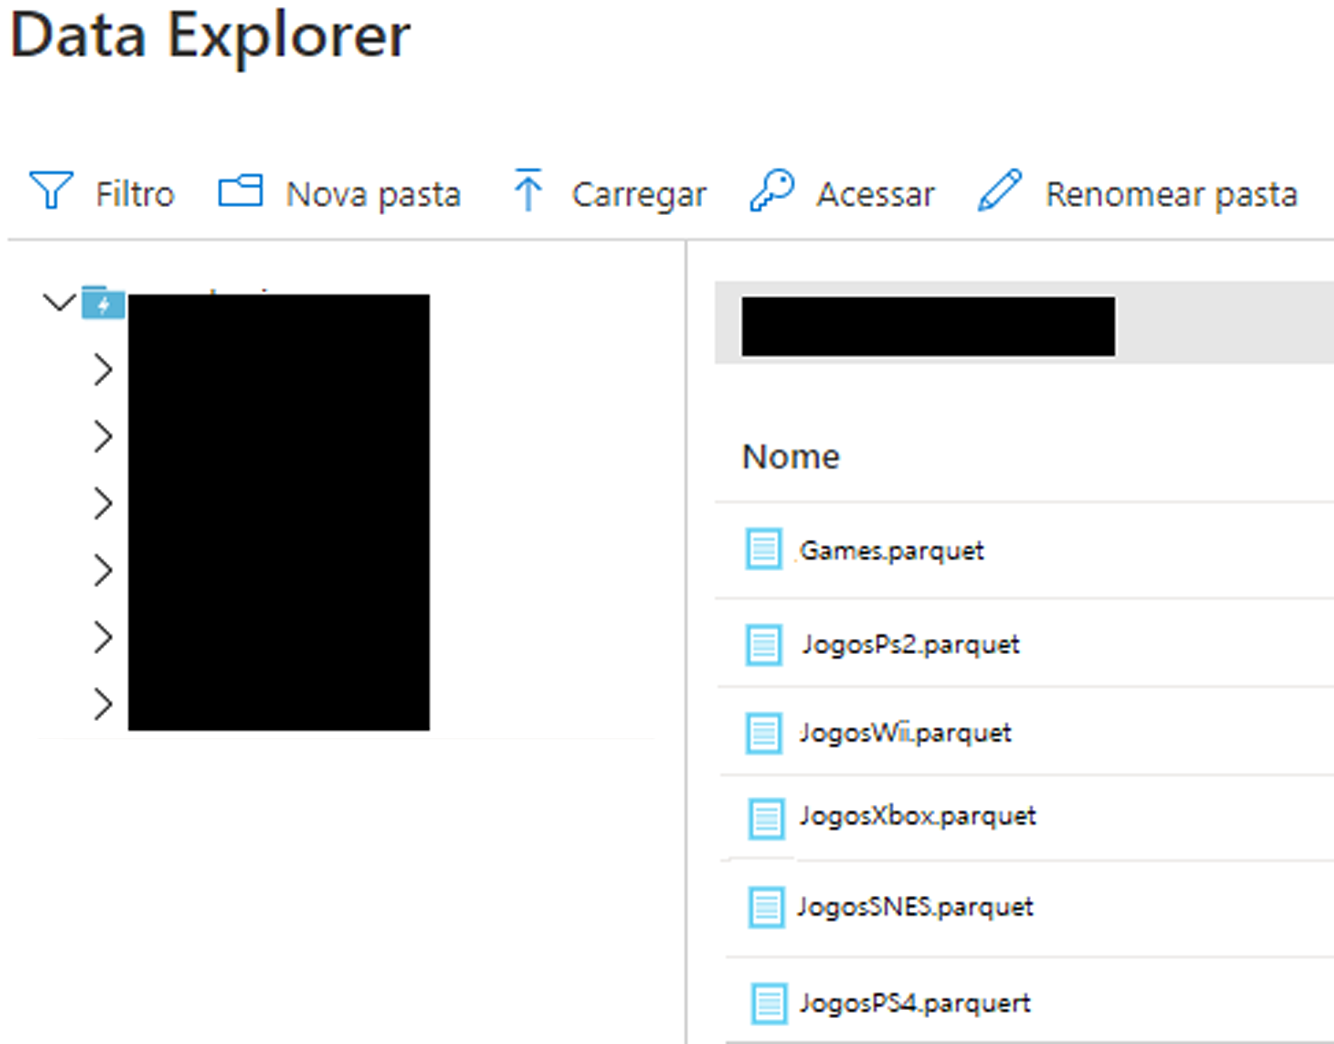 Data Explorer
Filtro Nova pasta Carregar Acessar Renomear pasta
Nome
Games.parquet
JogosPs2.parquet
JogosWii.parquet
JogosXbox.parquet
JogosSNES.parquet
JogosPS4.parquert